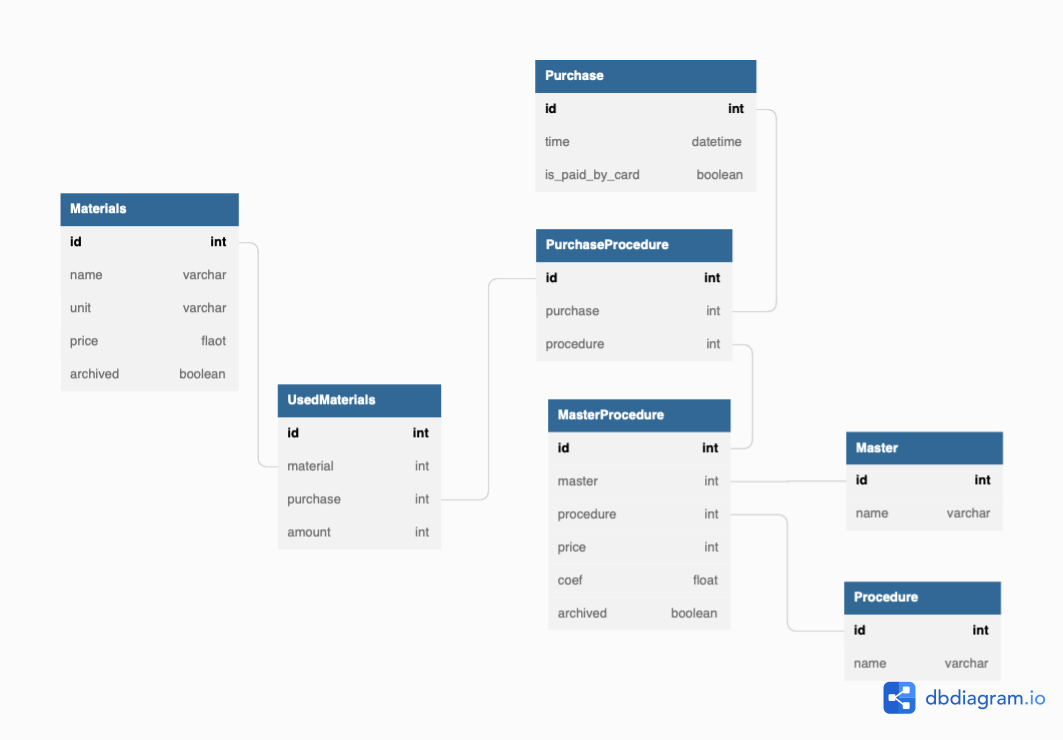 Purchase
id int
time datetime
is_paid_by_card boolean
Materials
id int
name varchar
unit varchar
price flaot
archived boolean
PurchaseProcedure
id int
purchase int
procedure int
UsedMaterials
id int
material int
purchase int
amount int
MasterProcedure
id int
master int
procedure int
price int
coef float
archived boolean
Master
id int
name varchar
Procedure
id int
name varchar
dbdiagram.io